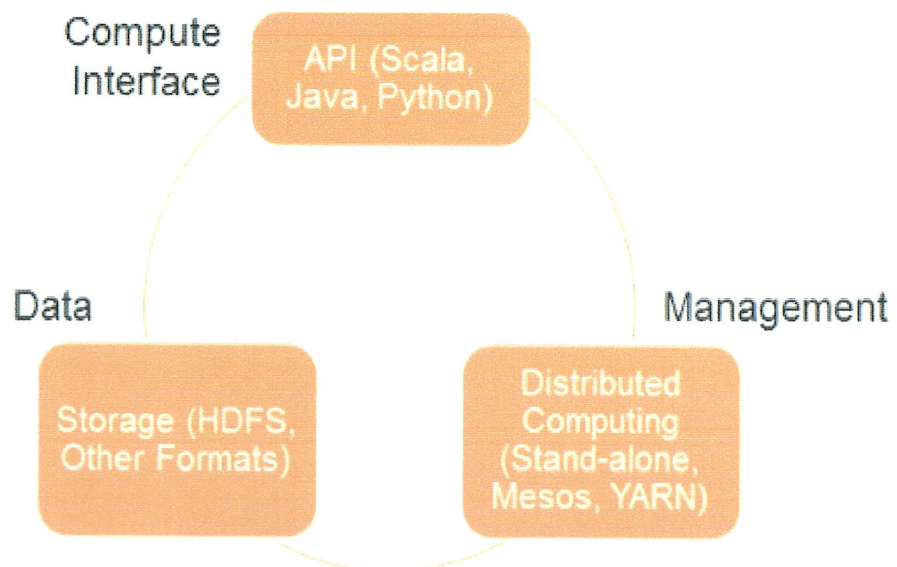 Compute
Interface
API (Scala,
Java, Python)
Data
Management
Storage (HDFS,
Other Formats)
Distributed
Computing
(Stand-alone,
Mesos, YARN)